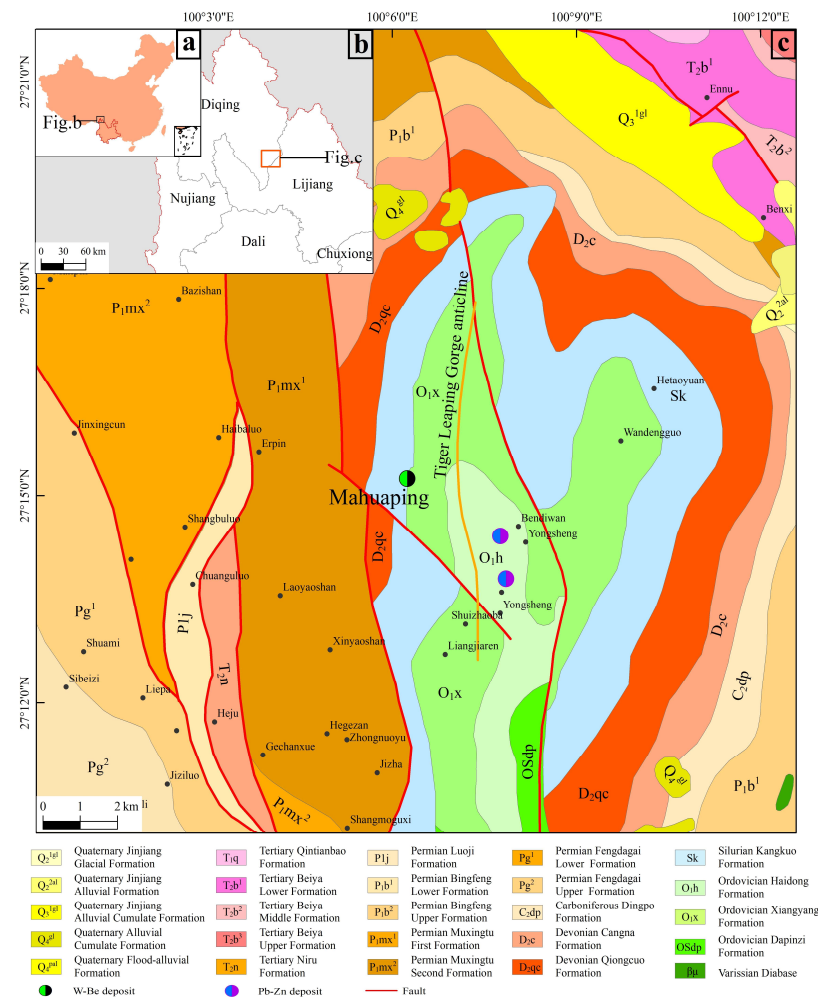 100°3'0"E
100°6'0"E
100°9'0"E
100°12'0"E
27°21'0"N
27°18'0"N
27°15'0"N
27°12'0"N
a
b
c
Fig.b
Diqing
Fig.c
Nujiang
Lijiang
Dali
Chuxiong
0 30 60 km
T₂b¹
Ennu
Q₃¹ᵍˡ
P₁b¹
T₂b²
Benxi
Q₄ᵍˡ
D₂c
Q₂²ᵃˡ
Bazishan
P₁mx²
D₂qc
Tiger Leaping Gorge anticline
P₁mx¹
O₁x
Hetaoyuan
Sk
Jinxingcun
Haibaluo
Erpin
Wandengguo
Mahuaping
Shangbuluo
Bendiwan
Yongsheng
D₂qc
O₁h
Chuanguluo
Laoyaoshan
Yongsheng
Pg¹
P1j
Shuizhaoba
D₂c
Shuami
Xinyaoshan
Liangjiaren
Sibeizi
Liepa
T₂n
O₁x
C₂dp
Heju
Hegezan
Zhongnuoyu
Gechanxue
Pg²
Jiziluo
Jizha
OSdp
Q₄ᵍˡ
P₁b¹
D₂qc
P₁mx²
Shangmoguxi
0 1 2 km
li
Q₂¹ᵍˡ Quaternary Jinjiang Glacial Formation
Q₂²ᵃˡ Quaternary Jinjiang Alluvial Formation
Q₃¹ᵍˡ Quaternary Jinjiang Alluvial Cumulate Formation
Q₄ᵍˡ Quaternary Alluvial Cumulate Formation
Q₄ᵖᵃˡ Quaternary Flood-alluvial Formation
T₁q Tertiary Qintianbao Formation
T₂b¹ Tertiary Beiya Lower Formation
T₂b² Tertiary Beiya Middle Formation
T₂b³ Tertiary Beiya Upper Formation
T₂n Tertiary Niru Formation
P1j Permian Luoji Formation
P₁b¹ Permian Bingfeng Lower Formation
P₁b² Permian Bingfeng Upper Formation
P₁mx¹ Permian Muxingtu First Formation
P₁mx² Permian Muxingtu Second Formation
Pg¹ Permian Fengdagai Lower Formation
Pg² Permian Fengdagai Upper Formation
C₂dp Carboniferous Dingpo Formation
D₂c Devonian Cangna Formation
D₂qc Devonian Qiongcuo Formation
Sk Silurian Kangkuo Formation
O₁h Ordovician Haidong Formation
O₁x Ordovician Xiangyang Formation
OSdp Ordovician Dapinzi Formation
βμ Varissian Diabase
W-Be deposit
Pb-Zn deposit
Fault